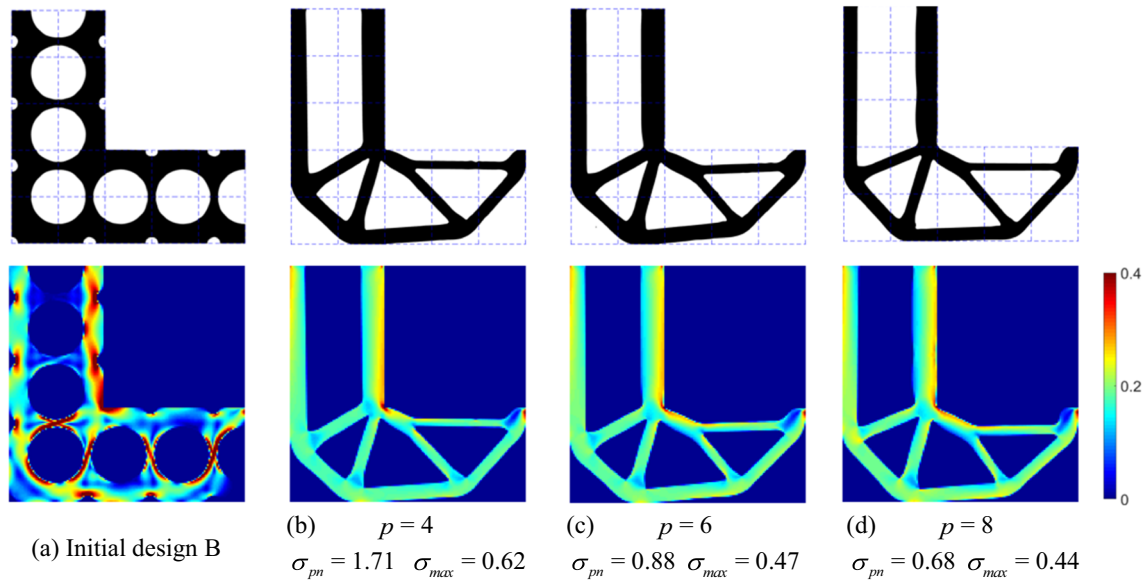 0.4
0.2
0
(a) Initial design B
(b) p = 4
σpn = 1.71 σmax = 0.62
(c) p = 6
σpn = 0.88 σmax = 0.47
(d) p = 8
σpn = 0.68 σmax = 0.44